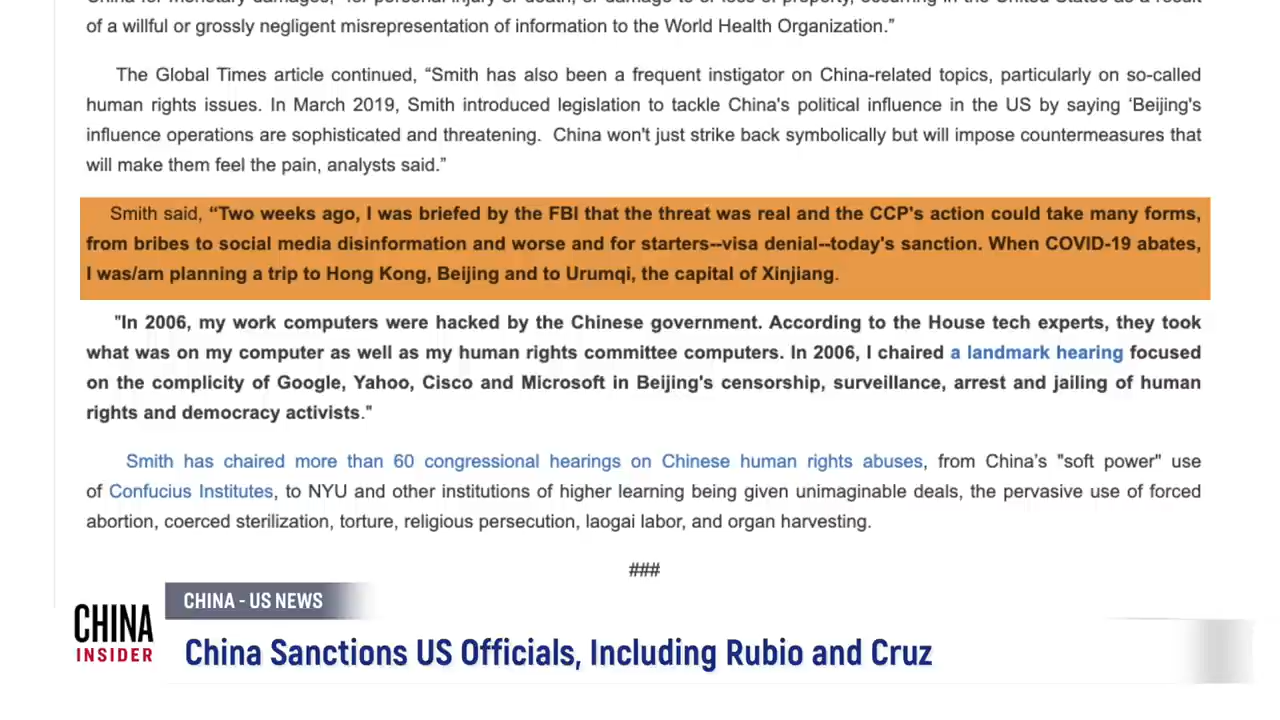 China for monetary damages, "for personal injury or death, or damage to or loss of property, occurring in the United States as a result
of a willful or grossly negligent misrepresentation of information to the World Health Organization.”
The Global Times article continued, “Smith has also been a frequent instigator on China-related topics, particularly on so-called
human rights issues. In March 2019, Smith introduced legislation to tackle China's political influence in the US by saying ‘Beijing's
influence operations are sophisticated and threatening.  China won't just strike back symbolically but will impose countermeasures that
will make them feel the pain, analysts said.”
Smith said, “Two weeks ago, I was briefed by the FBI that the threat was real and the CCP's action could take many forms,
from bribes to social media disinformation and worse and for starters--visa denial--today's sanction. When COVID-19 abates,
I was/am planning a trip to Hong Kong, Beijing and to Urumqi, the capital of Xinjiang.
"In 2006, my work computers were hacked by the Chinese government. According to the House tech experts, they took
what was on my computer as well as my human rights committee computers. In 2006, I chaired a landmark hearing focused
on the complicity of Google, Yahoo, Cisco and Microsoft in Beijing's censorship, surveillance, arrest and jailing of human
rights and democracy activists."
Smith has chaired more than 60 congressional hearings on Chinese human rights abuses, from China’s "soft power" use
of Confucius Institutes, to NYU and other institutions of higher learning being given unimaginable deals, the pervasive use of forced
abortion, coerced sterilization, torture, religious persecution, laogai labor, and organ harvesting.
###
CHINA - US NEWS
CHINA
INSIDER
China Sanctions US Officials, Including Rubio and Cruz